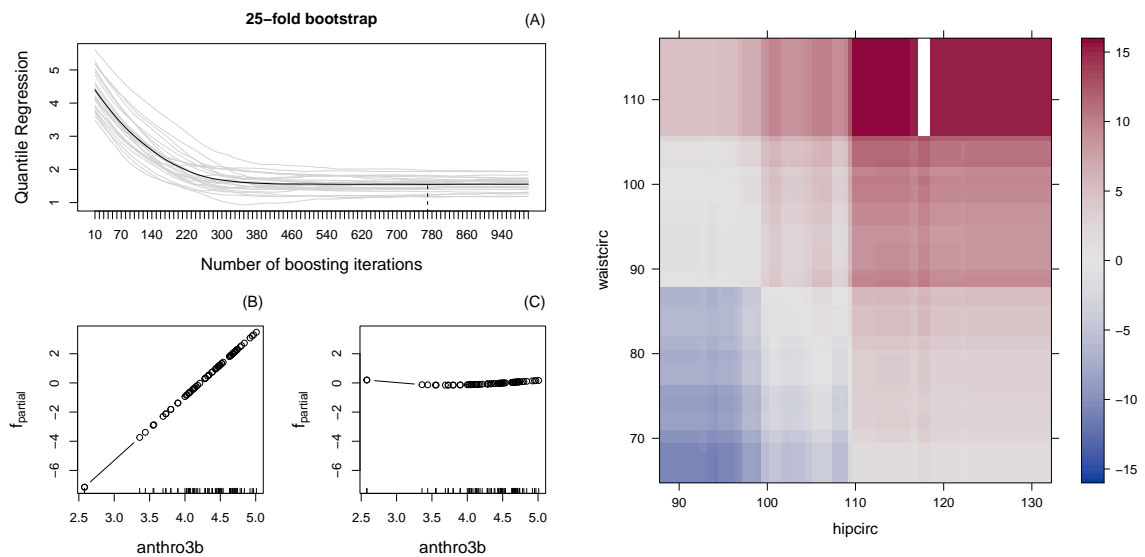 25−fold bootstrap
(A)
Quantile Regression
5
4
3
2
1
10 70 140 220 300 380 460 540 620 700 780 860 940
Number of boosting iterations
(B)
f partial
2
0
−2
−4
−6
2.5 3.0 3.5 4.0 4.5 5.0
anthro3b
(C)
f partial
2
0
−2
−4
−6
2.5 3.0 3.5 4.0 4.5 5.0
anthro3b
waistcirc
110
100
90
80
70
90 100 110 120 130
hipcirc
15
10
5
0
−5
−10
−15